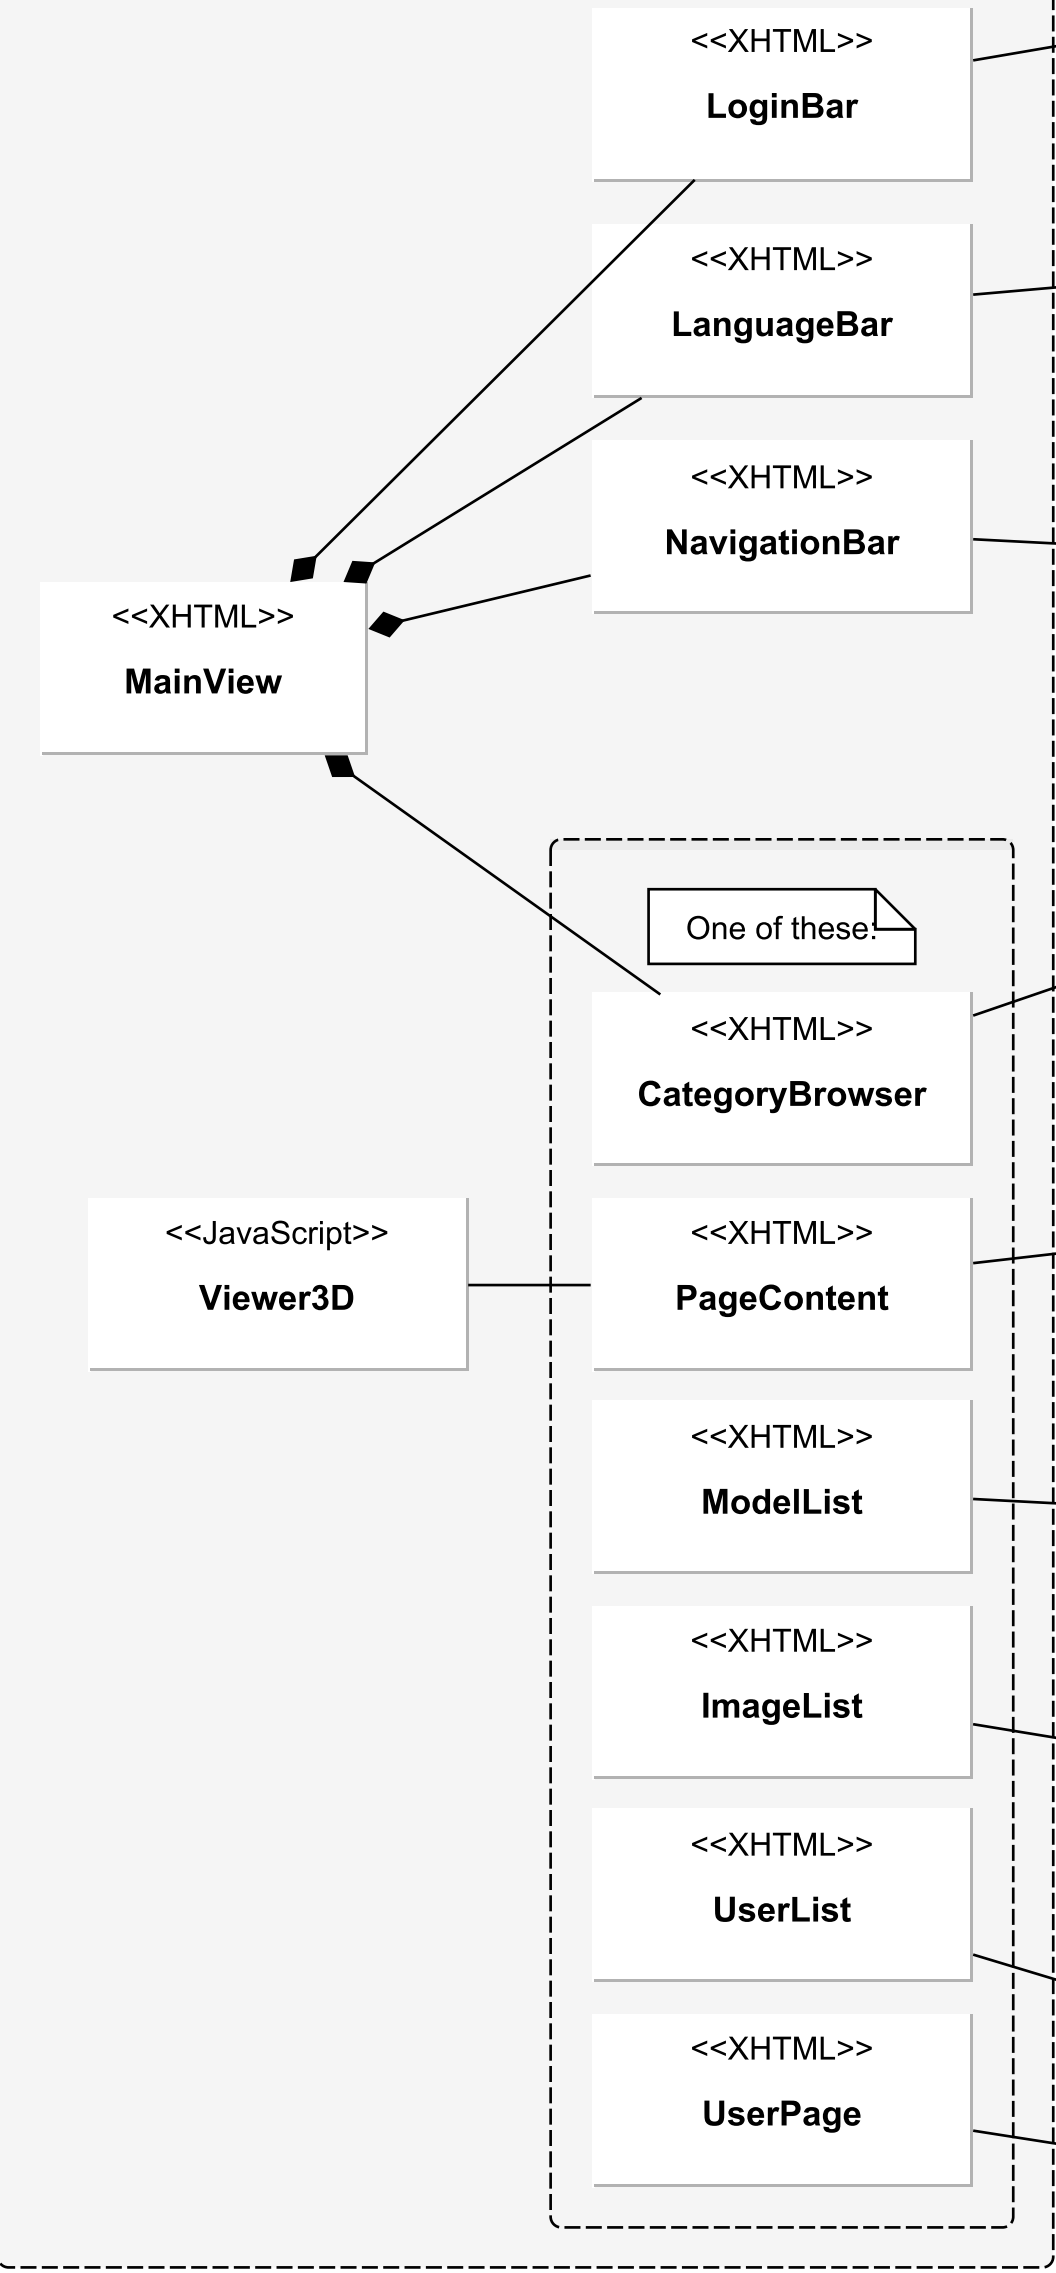 <<XHTML>>
LoginBar
<<XHTML>>
LanguageBar
<<XHTML>>
NavigationBar
<<XHTML>>
MainView
One of these:
<<XHTML>>
CategoryBrowser
<<JavaScript>>
Viewer3D
<<XHTML>>
PageContent
<<XHTML>>
ModelList
<<XHTML>>
ImageList
<<XHTML>>
UserList
<<XHTML>>
UserPage